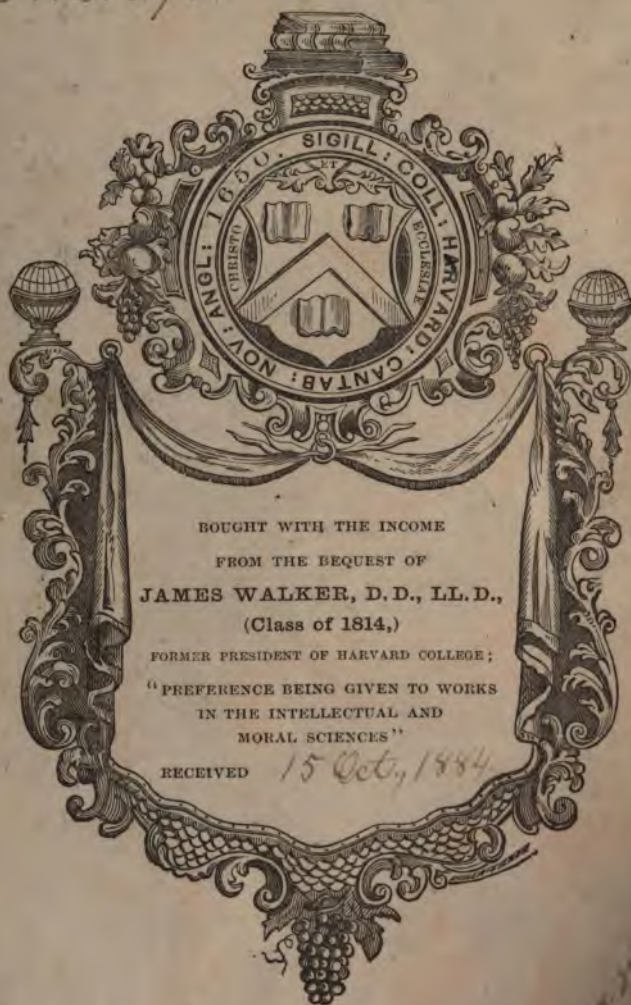 SIGILL: COLL: HARVARD: CANTAB: NOV: ANGL: 1650.
CHRISTO
ET
ECCLESIAE
BOUGHT WITH THE INCOME
FROM THE BEQUEST OF
JAMES WALKER, D.D., LL.D.,
(Class of 1814,)
FORMER PRESIDENT OF HARVARD COLLEGE;
"PREFERENCE BEING GIVEN TO WORKS
IN THE INTELLECTUAL AND
MORAL SCIENCES"
RECEIVED 15 Oct., 1884